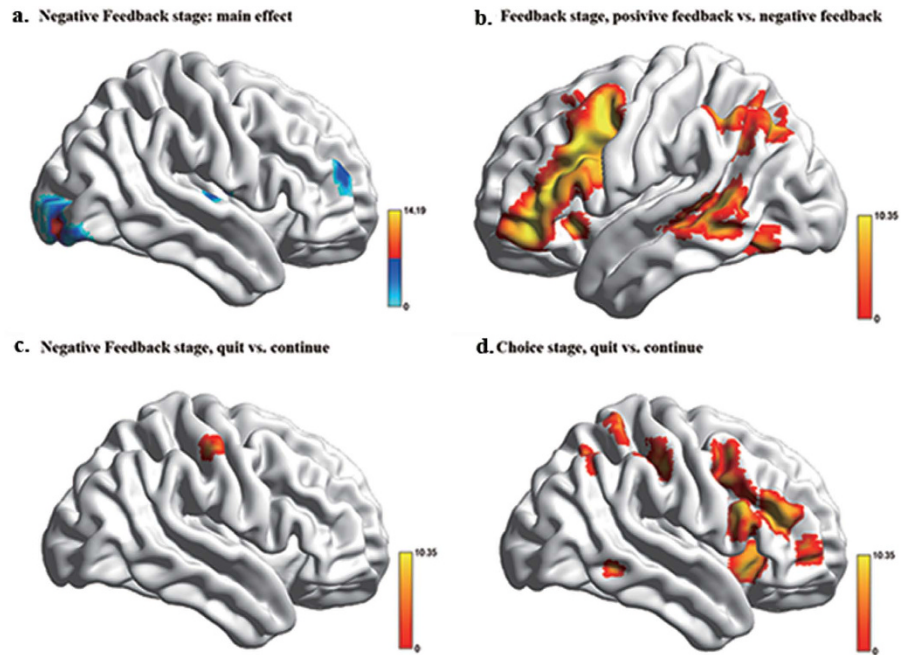 a. Negative Feedback stage: main effect
b. Feedback stage, posivive feedback vs. negative feedback
14.19
0
10.35
0
c. Negative Feedback stage, quit vs. continue
d. Choice stage, quit vs. continue
10.35
0
10.35
0